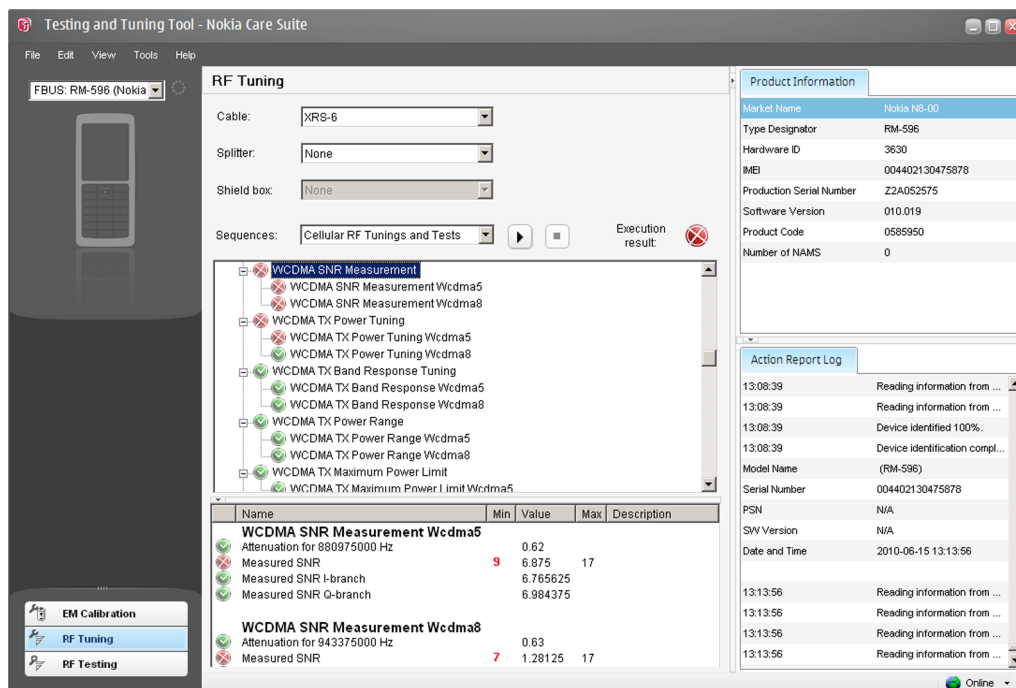 Testing and Tuning Tool - Nokia Care Suite
File Edit View Tools Help
FBUS: RM-596 (Nokia
RF Tuning
Cable: XRS-6
Splitter: None
Shield box: None
Sequences: Cellular RF Tunings and Tests
Execution
result:
WCDMA SNR Measurement
WCDMA SNR Measurement Wcdma5
WCDMA SNR Measurement Wcdma8
WCDMA TX Power Tuning
WCDMA TX Power Tuning Wcdma5
WCDMA TX Power Tuning Wcdma8
WCDMA TX Band Response Tuning
WCDMA TX Band Response Wcdma5
WCDMA TX Band Response Wcdma8
WCDMA TX Power Range
WCDMA TX Power Range Wcdma5
WCDMA TX Power Range Wcdma8
WCDMA TX Maximum Power Limit
WCDMA TX Maximum Power Limit Wcdma5
Name Min Value Max Description
WCDMA SNR Measurement Wcdma5
Attenuation for 880975000 Hz 0.62
Measured SNR 9 6.875 17
Measured SNR I-branch 6.765625
Measured SNR Q-branch 6.984375
WCDMA SNR Measurement Wcdma8
Attenuation for 943375000 Hz 0.63
Measured SNR 7 1.28125 17
EM Calibration
RF Tuning
RF Testing
Product Information
Market Name Nokia N8-00
Type Designator RM-596
Hardware ID 3630
IMEI 004402130475878
Production Serial Number Z2A052575
Software Version 010.019
Product Code 0585950
Number of NAMS 0
Action Report Log
13:08:39 Reading information from ...
13:08:39 Reading information from ...
13:08:39 Device identified 100%.
13:08:39 Device identification compl...
Model Name (RM-596)
Serial Number 004402130475878
PSN N/A
SW Version N/A
Date and Time 2010-06-15 13:13:56
13:13:56 Reading information from ...
13:13:56 Reading information from ...
13:13:56 Reading information from ...
13:13:56 Reading information from ...
Online